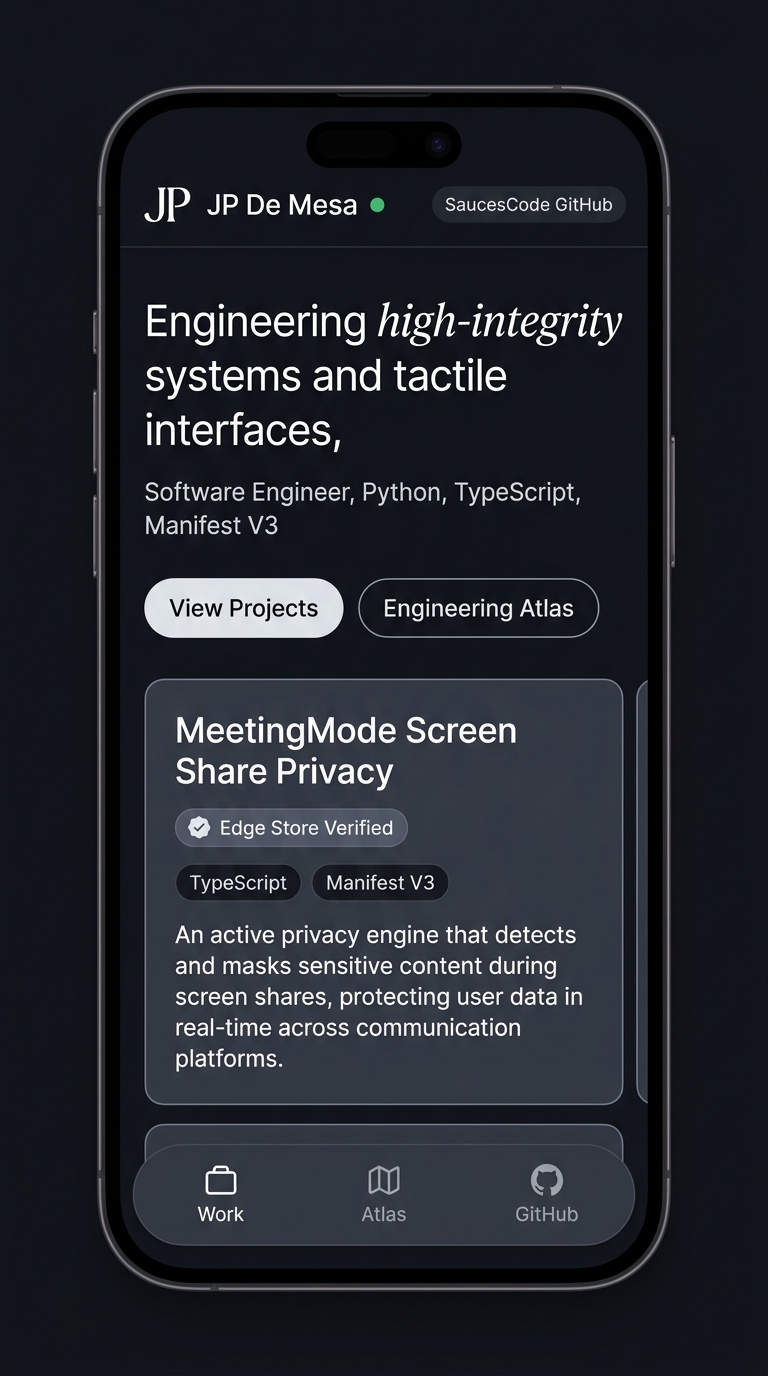 JP JP De Mesa SaucesCode GitHub
Engineering high-integrity
systems and tactile
interfaces,
Software Engineer, Python, TypeScript,
Manifest V3
View Projects Engineering Atlas
MeetingMode Screen
Share Privacy
Edge Store Verified
TypeScript Manifest V3
An active privacy engine that detects
and masks sensitive content during
screen shares, protecting user data in
real-time across communication
platforms.
Work Atlas GitHub